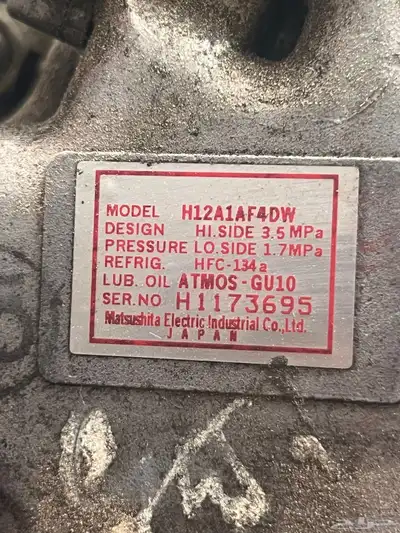 MODEL H12A1AF4DW
DESIGN HI.SIDE 3.5 MPa
PRESSURE LO.SIDE 1.7MPa
REFRIG. HFC-134a
LUB. OIL ATMOS-GU10
SER.NO H1173695
Matsushita Electric Industrial Co.,Ltd.
JAPAN